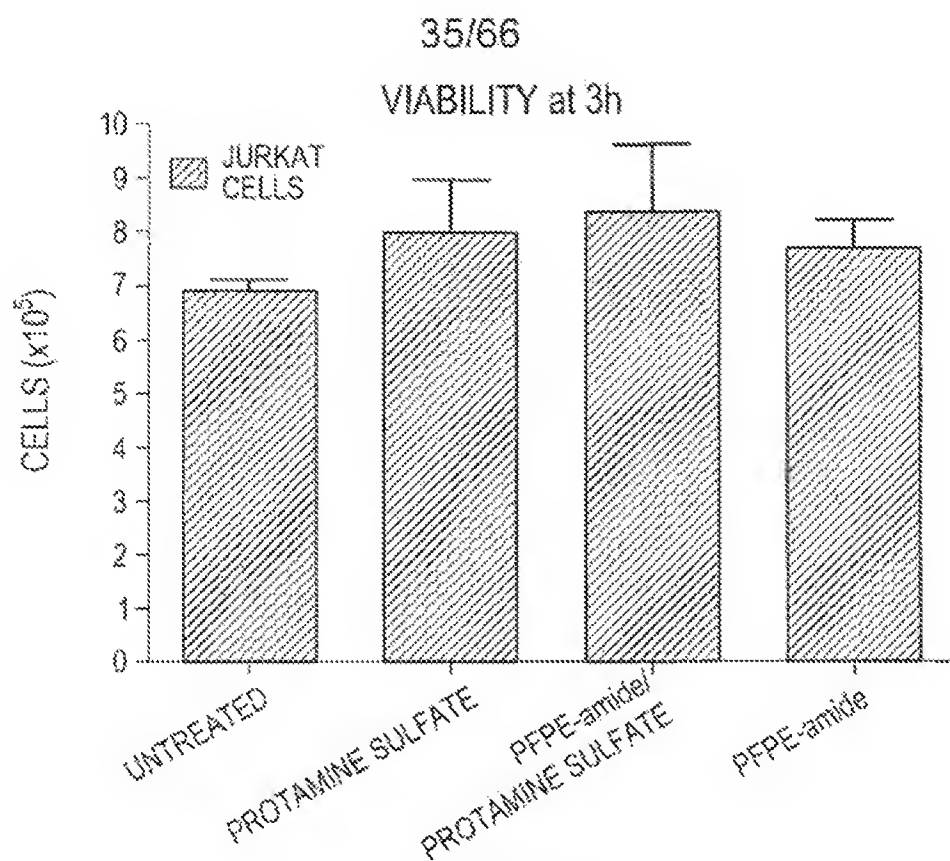 35/66
VIABILITY at 3h
JURKAT
CELLS
CELLS (x10⁵)
10
9
8
7
6
5
4
3
2
1
0
UNTREATED
PROTAMINE SULFATE
PFPE-amide/
PROTAMINE SULFATE
PFPE-amide